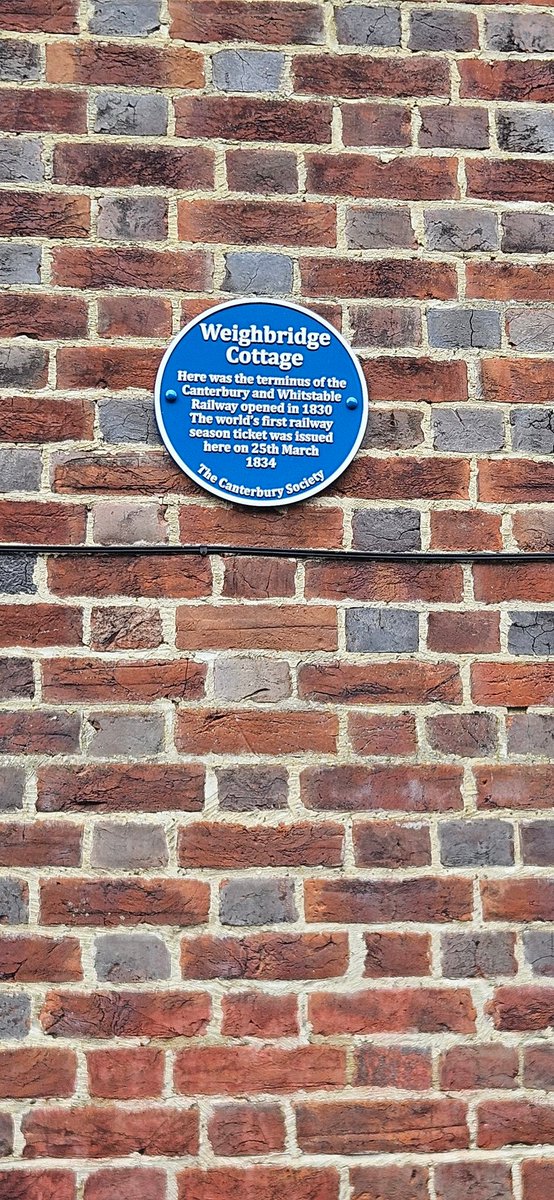 Weighbridge
Cottage
Here was the terminus of the
Canterbury and Whitstable
Railway opened in 1830
The world's first railway
season ticket was issued
here on 25th March
1834
The Canterbury Society